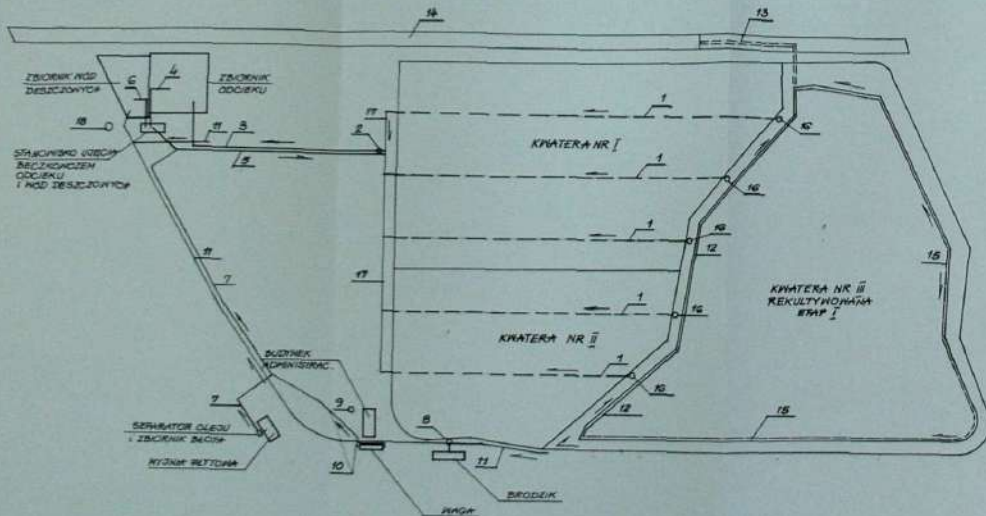 14
13
ZBIORNIK WÓD
DESZCZOWYCH
6
4
ZBIORNIK
ODCIEKU
18
11
3
5
17
2
STANOWISKO UJĘCIA
BECZKOWOZEM
ODCIEKU
I WÓD DESZCZOWYCH
1
16
KWATERA NR I
1
16
1
16
12
11
7
17
1
16
KWATERA NR II
KWATERA NR III
REKULTYWOWANA
ETAP I
15
BUDYNEK
ADMINISTRAC.
1
16
9
7
SEPARATOR OLEJU
I ZBIORNIK BŁOTA
MYJNIA PŁYTOWA
10
8
11
12
15
BRODZIK
WAGA